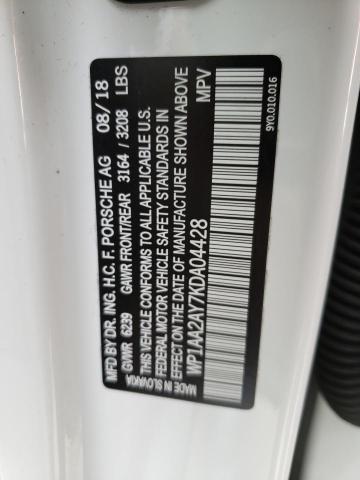 MFD BY DR. ING. H.C. F. PORSCHE AG 08/18
GVWR 6239 GAWR FRONT/REAR 3164 / 3208 LBS
THIS VEHICLE CONFORMS TO ALL APPLICABLE U.S.
FEDERAL MOTOR VEHICLE SAFETY STANDARDS IN
EFFECT ON THE DATE OF MANUFACTURE SHOWN ABOVE
WP1AA2AY7KDA04428 MPV
MADE IN SLOVAKIA
9Y0.010.016